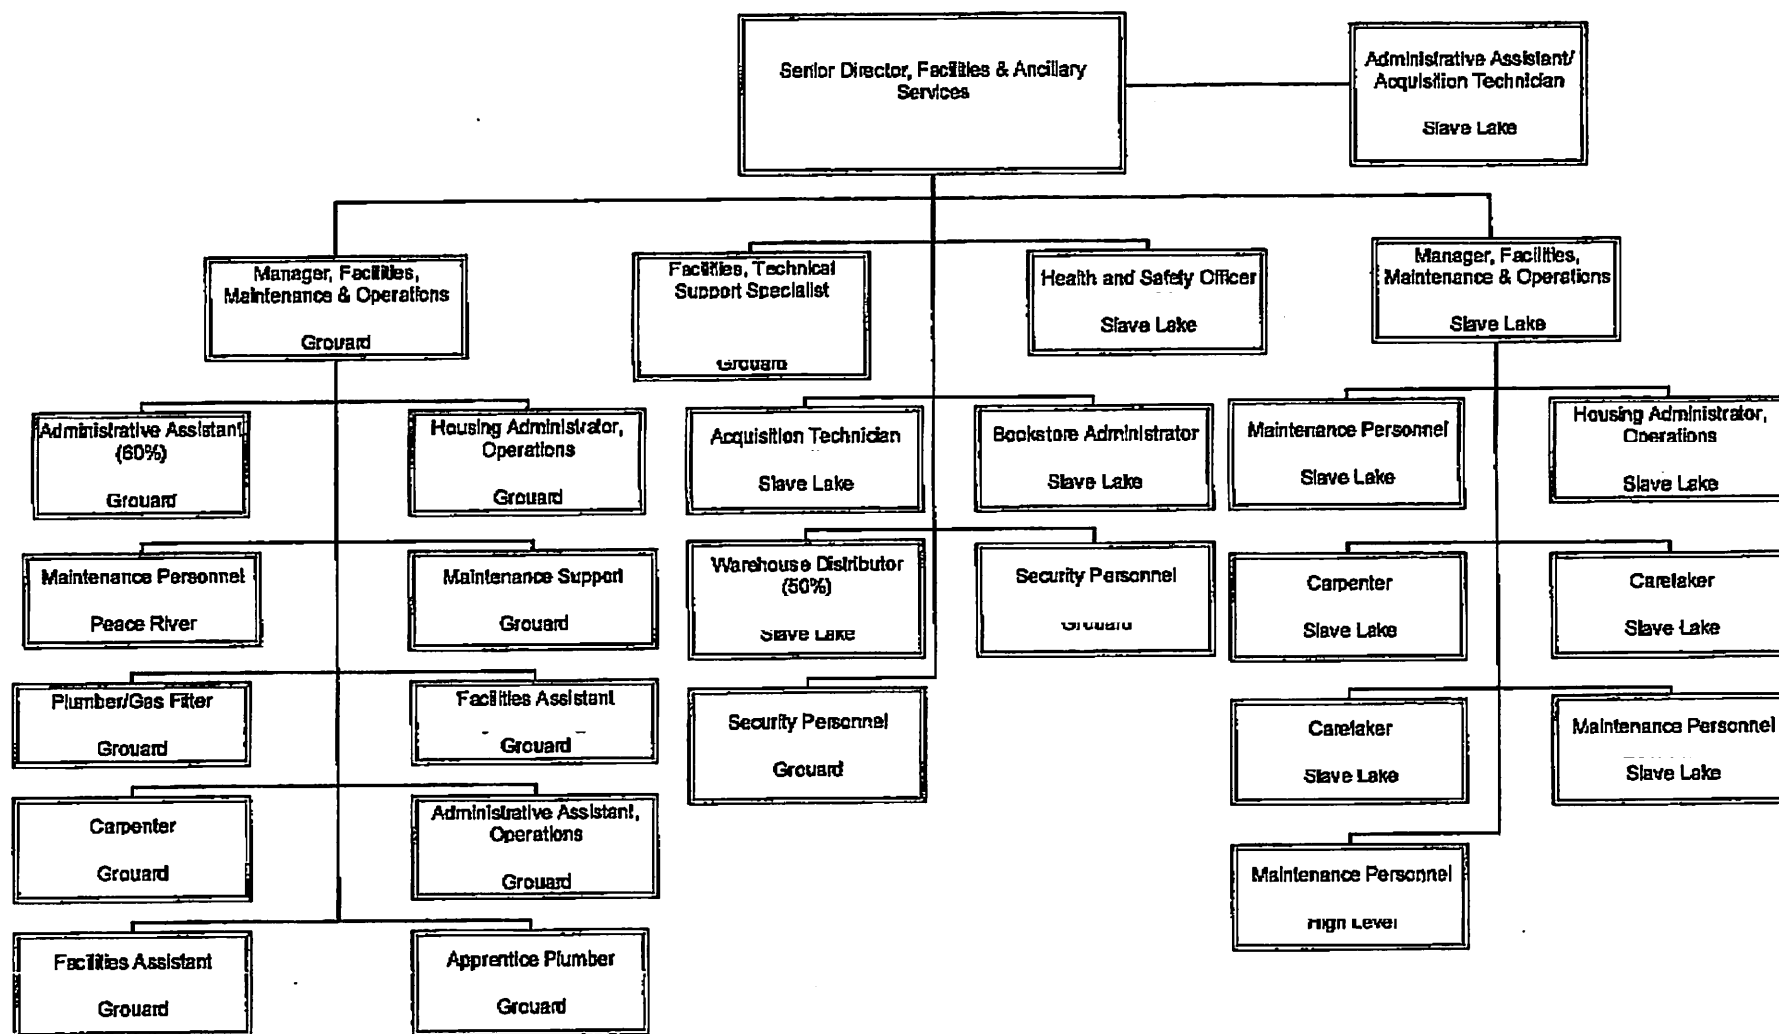 Senior Director, Facilities & Ancillary
Services
Administrative Assistant/
Acquisition Technician
Slave Lake
Manager, Facilities,
Maintenance & Operations
Grouard
Facilities, Technical
Support Specialist
Grouard
Health and Safety Officer
Slave Lake
Manager, Facilities,
Maintenance & Operations
Slave Lake
Administrative Assistant
(60%)
Grouard
Housing Administrator,
Operations
Grouard
Acquisition Technician
Slave Lake
Bookstore Administrator
Slave Lake
Maintenance Personnel
Slave Lake
Housing Administrator,
Operations
Slave Lake
Maintenance Personnel
Peace River
Maintenance Support
Grouard
Warehouse Distributor
(50%)
Slave Lake
Security Personnel
Grouard
Carpenter
Slave Lake
Caretaker
Slave Lake
Plumber/Gas Fitter
Grouard
Facilities Assistant
Grouard
Security Personnel
Grouard
Caretaker
Slave Lake
Maintenance Personnel
Slave Lake
Carpenter
Grouard
Administrative Assistant,
Operations
Grouard
Maintenance Personnel
High Level
Facilities Assistant
Grouard
Apprentice Plumber
Grouard